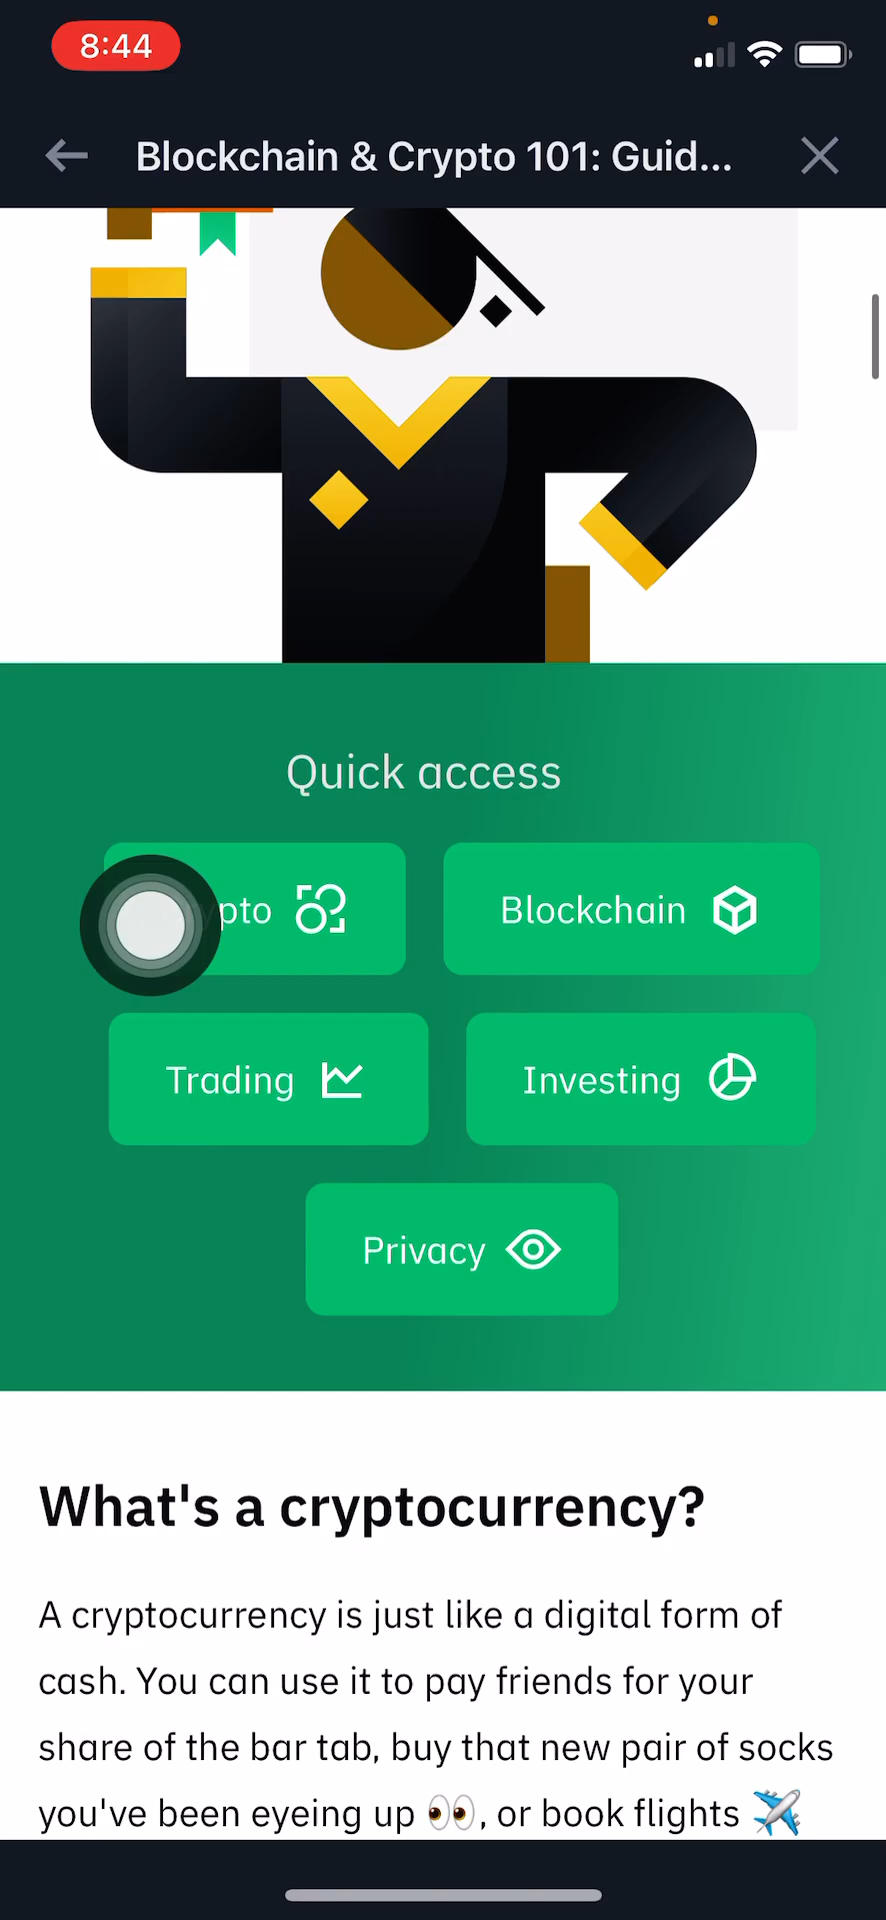 8:44
Blockchain & Crypto 101: Guid...
Quick access
Blockchain
Trading
Investing
Privacy
What's a cryptocurrency?
A cryptocurrency is just like a digital form of
cash. You can use it to pay friends for your
share of the bar tab, buy that new pair of socks
you've been eyeing up 👀, or book flights ✈️